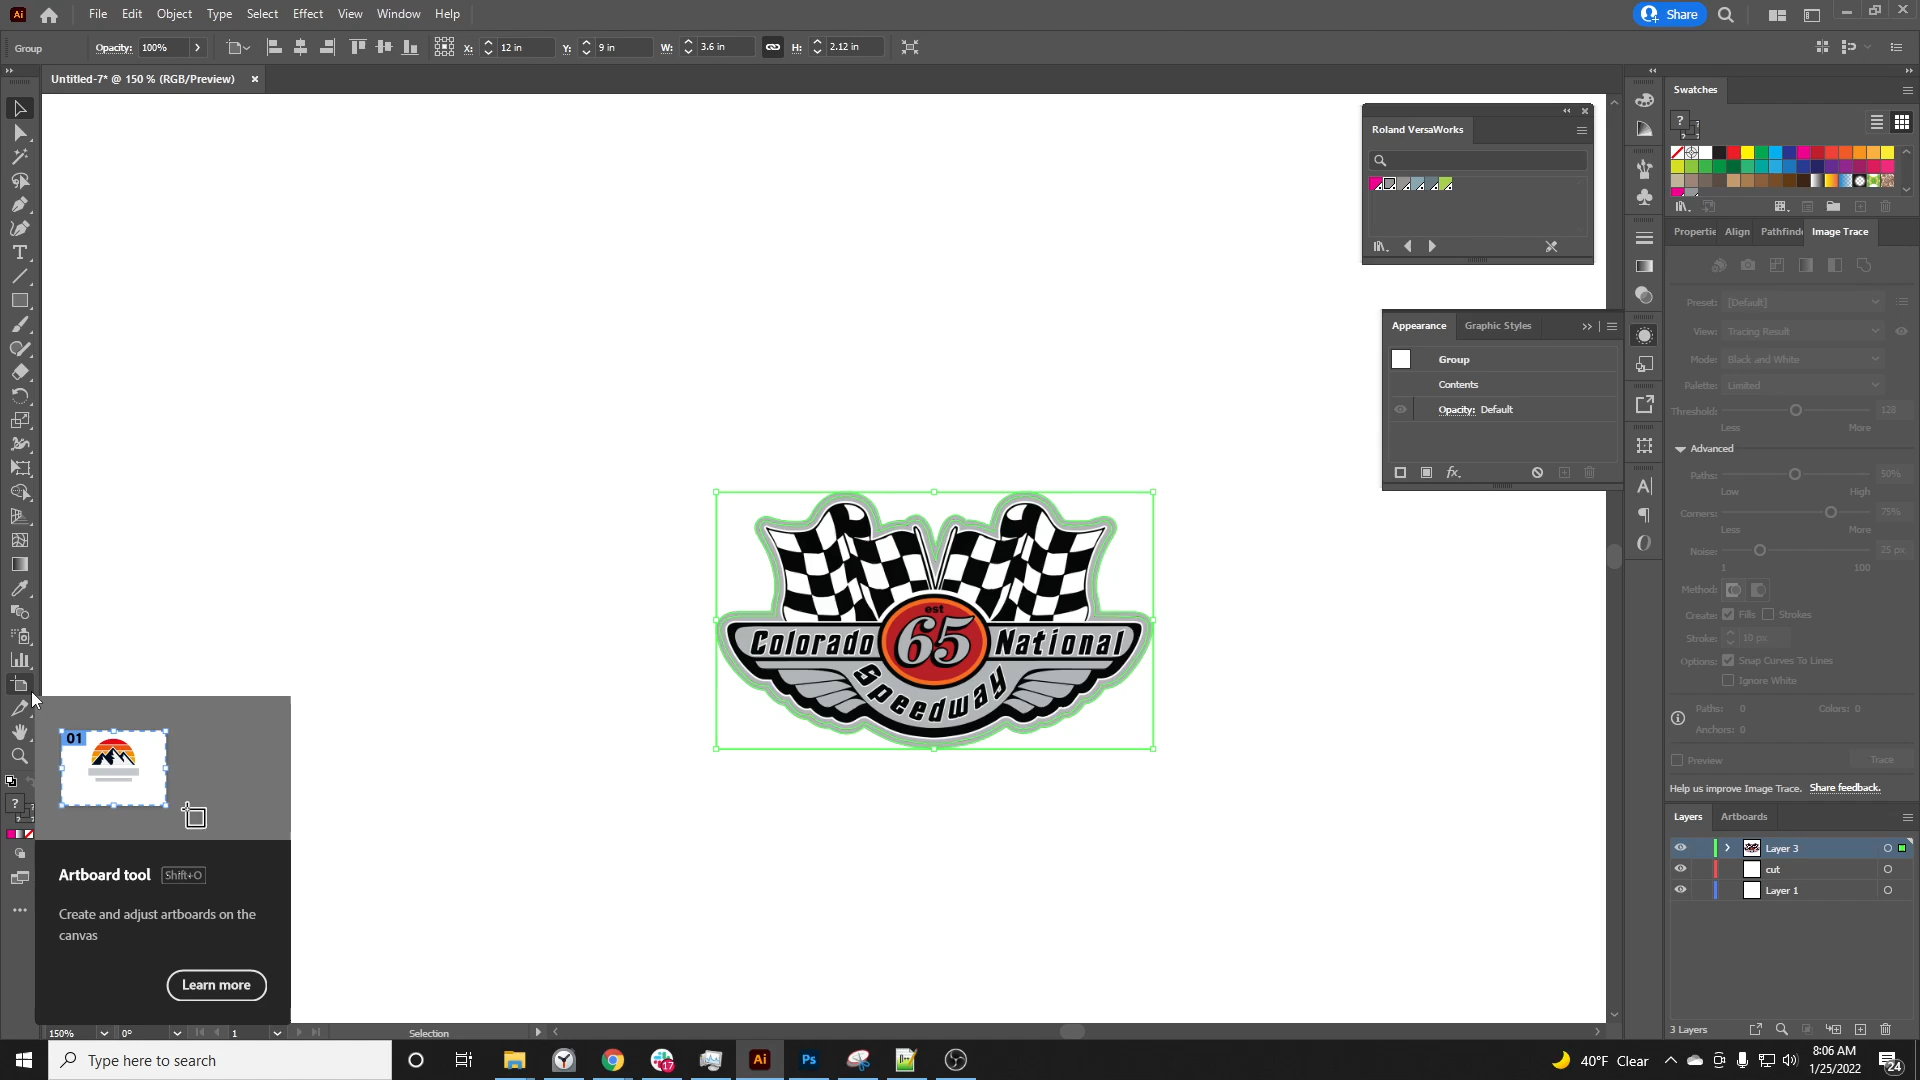 Ai
File Edit Object Type Select Effect View Window Help
Share
Group
Opacity: 100%
X: 12 in
Y: 9 in
W: 3.6 in
H: 2.12 in
Untitled-7* @ 150 % (RGB/Preview)
Roland VersaWorks
Appearance
Graphic Styles
Group
Contents
Opacity: Default
est
65
Colorado
National
Speedway
01
Artboard tool
Shift+O
Create and adjust artboards on the
canvas
Learn more
Swatches
Propertie
Align
Pathfind
Image Trace
Preset: [Default]
View: Tracing Result
Mode: Black and White
Palette: Limited
Threshold: 128
Less More
Advanced
Paths: 50%
Low High
Corners: 75%
Less More
Noise: 25 px
1 100
Method:
Create: Fills Strokes
Stroke: 10 px
Options: Snap Curves To Lines
Ignore White
Paths: 0 Colors: 0
Anchors: 0
Preview
Trace
Help us improve Image Trace. Share feedback.
Layers
Artboards
Layer 3
cut
Layer 1
3 Layers
150%
0°
1
Selection
Type here to search
17
Ai
Ps
40°F Clear
8:06 AM
1/25/2022
24